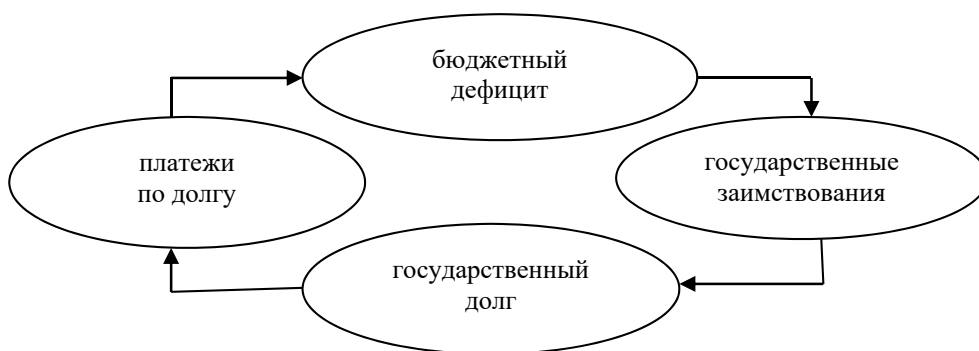 бюджетный
дефицит
государственные
заимствования
государственный
долг
платежи
по долгу